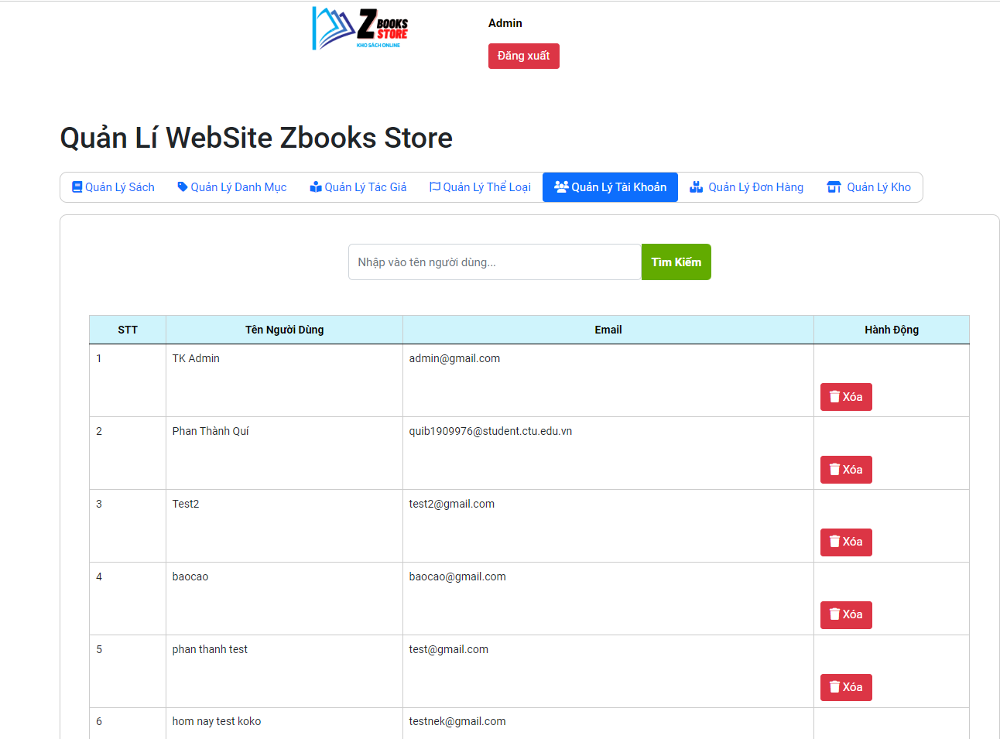 Z BOOKS
STORE
KHO SÁCH ONLINE
Admin
Đăng xuất
Quản Lí WebSite Zbooks Store
Quản Lý Sách Quản Lý Danh Mục Quản Lý Tác Giả Quản Lý Thể Loại Quản Lý Tài Khoản Quản Lý Đơn Hàng Quản Lý Kho
Nhập vào tên người dùng... Tìm Kiếm
STT Tên Người Dùng Email Hành Động
1 TK Admin admin@gmail.com
Xóa
2 Phan Thành Quí quib1909976@student.ctu.edu.vn
Xóa
3 Test2 test2@gmail.com
Xóa
4 baocao baocao@gmail.com
Xóa
5 phan thanh test test@gmail.com
Xóa
6 hom nay test koko testnek@gmail.com